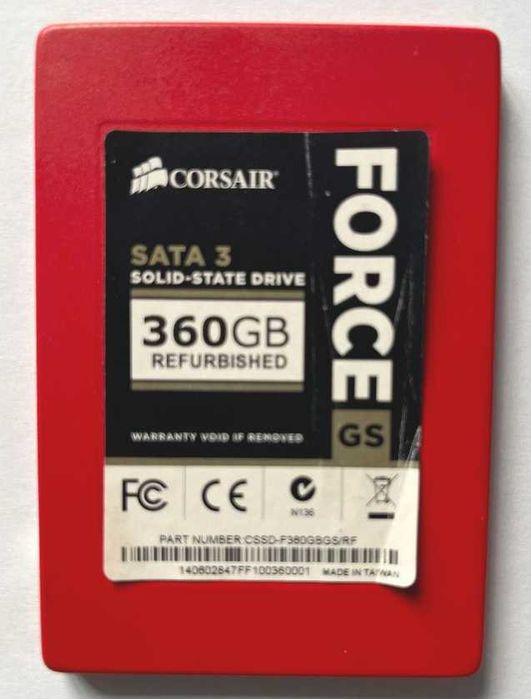 CORSAIR
FORCE
GS
SATA 3
SOLID-STATE DRIVE
360GB
REFURBISHED
WARRANTY VOID IF REMOVED
FC CE
N136
PART NUMBER:CSSD-F360GBGS/RF
140602847FF100360001 MADE IN TAIWAN